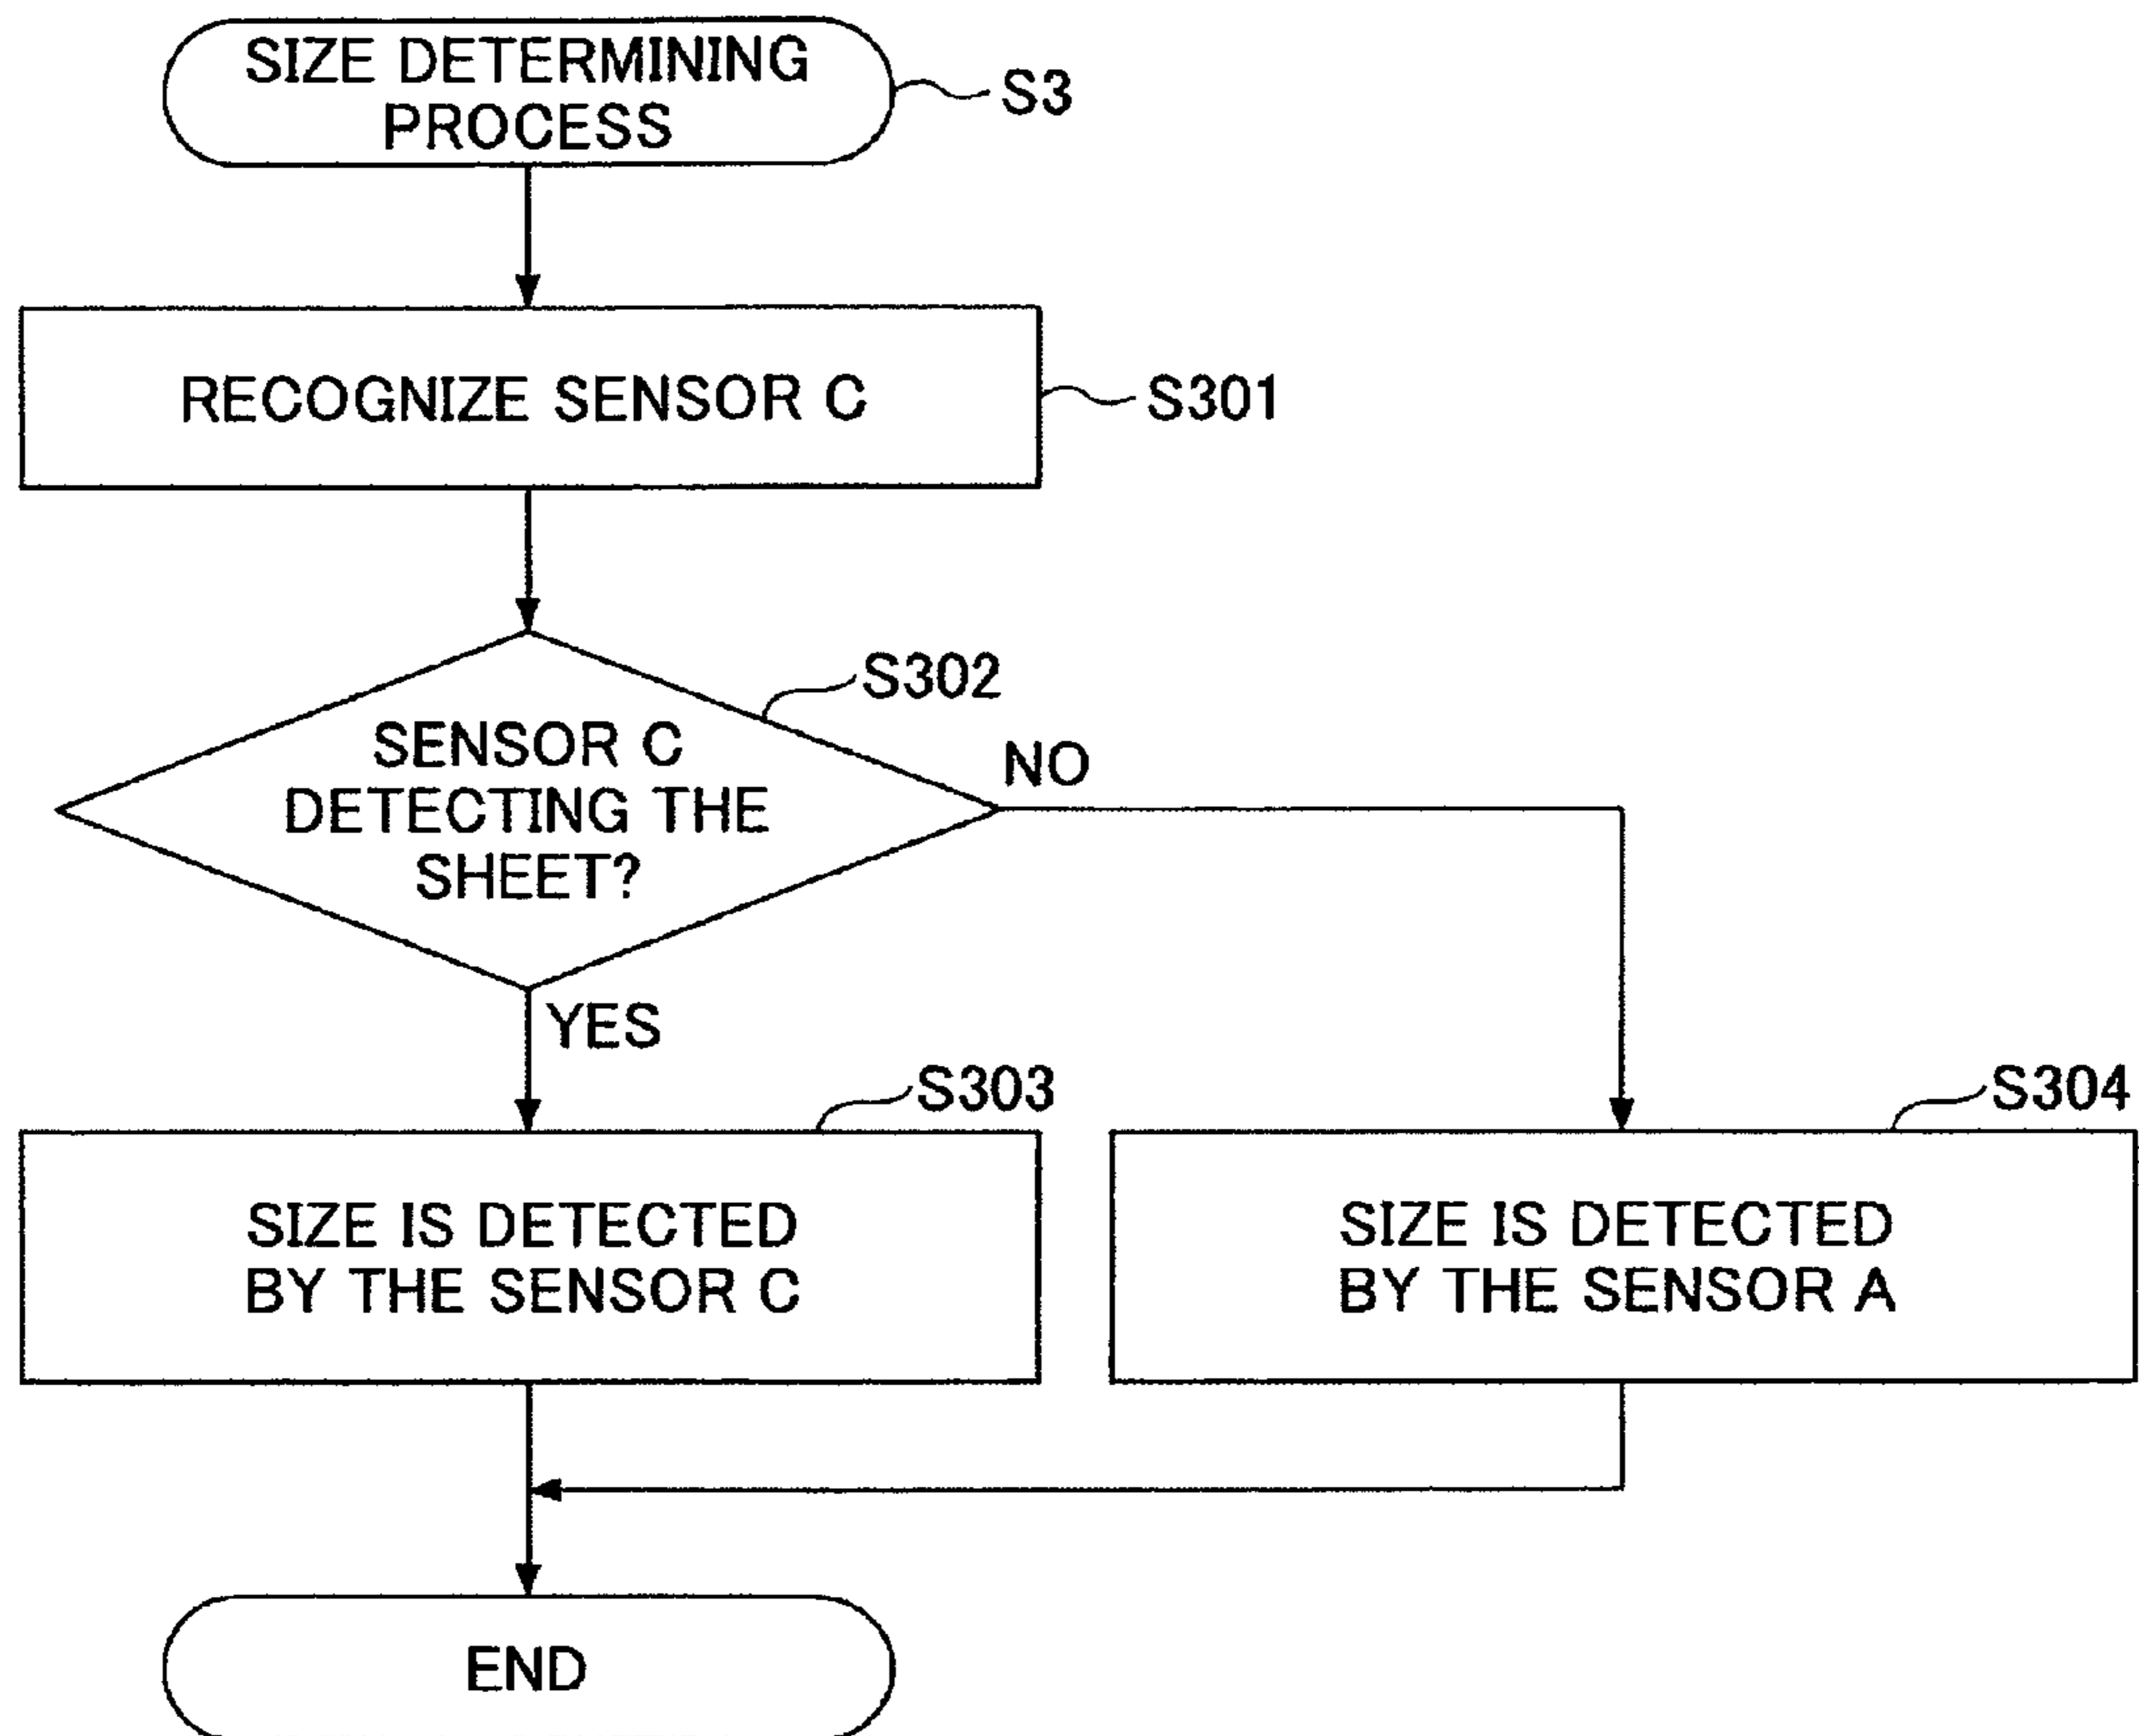 SIZE DETERMINING
PROCESS
S3
RECOGNIZE SENSOR C
S301
S302
SENSOR C
DETECTING THE
SHEET?
NO
YES
S303
SIZE IS DETECTED
BY THE SENSOR C
S304
SIZE IS DETECTED
BY THE SENSOR A
END